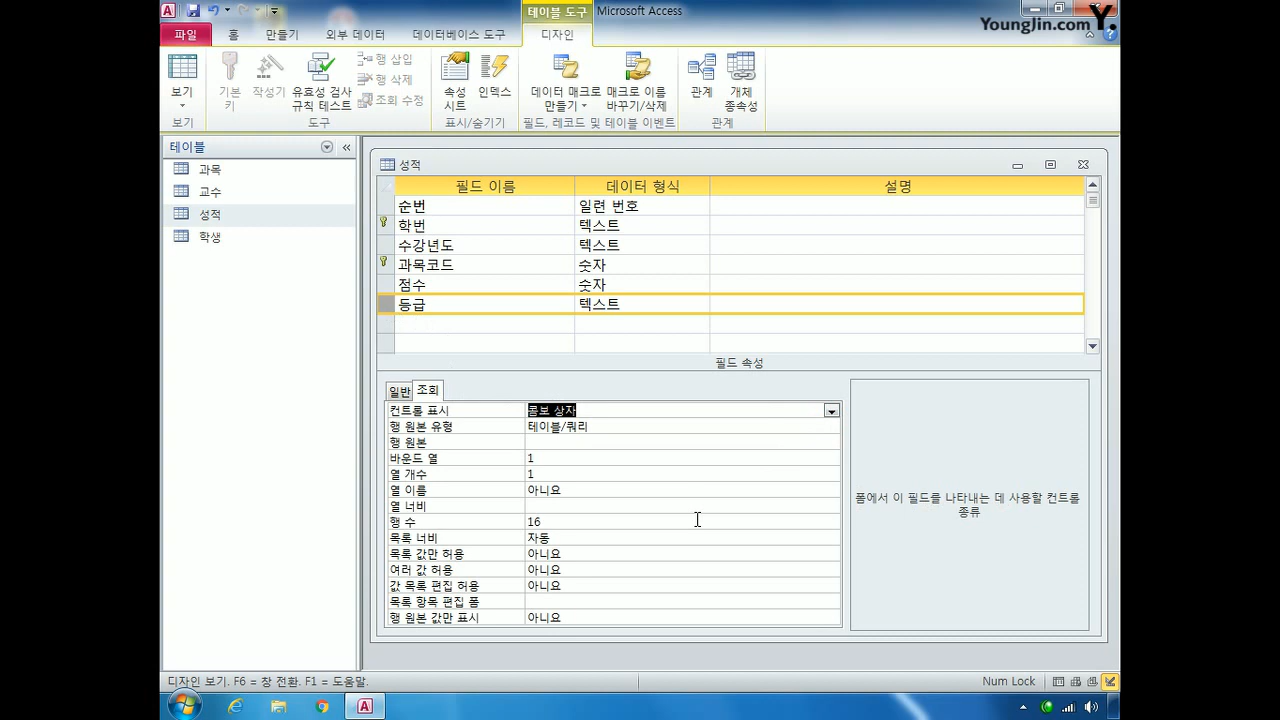 테이블 도구
Microsoft Access
Youngjin.com Y.
파일
홈
만들기
외부 데이터
데이터베이스 도구
디자인
보기
기본 키
작성기
유효성 검사 규칙 테스트
행 삽입
행 삭제
조회 수정
속성 시트
인덱스
데이터 매크로 만들기
매크로 이름 바꾸기/삭제
관계
개체 종속성
보기
도구
표시/숨기기
필드, 레코드 및 테이블 이벤트
관계
테이블
과목
교수
성적
학생
성적
필드 이름 데이터 형식 설명
순번 일련 번호
학번 텍스트
수강년도 텍스트
과목코드 숫자
점수 숫자
등급 텍스트
필드 속성
일반 조회
컨트롤 표시 콤보 상자
행 원본 유형 테이블/쿼리
행 원본
바운드 열 1
열 개수 1
열 이름 아니요
열 너비
행 수 16
목록 너비 자동
목록 값만 허용 아니요
여러 값 허용 아니요
값 목록 편집 허용 아니요
목록 항목 편집 폼
행 원본 값만 표시 아니요
폼에서 이 필드를 나타내는 데 사용할 컨트롤
종류
디자인 보기. F6 = 창 전환. F1 = 도움말.
Num Lock